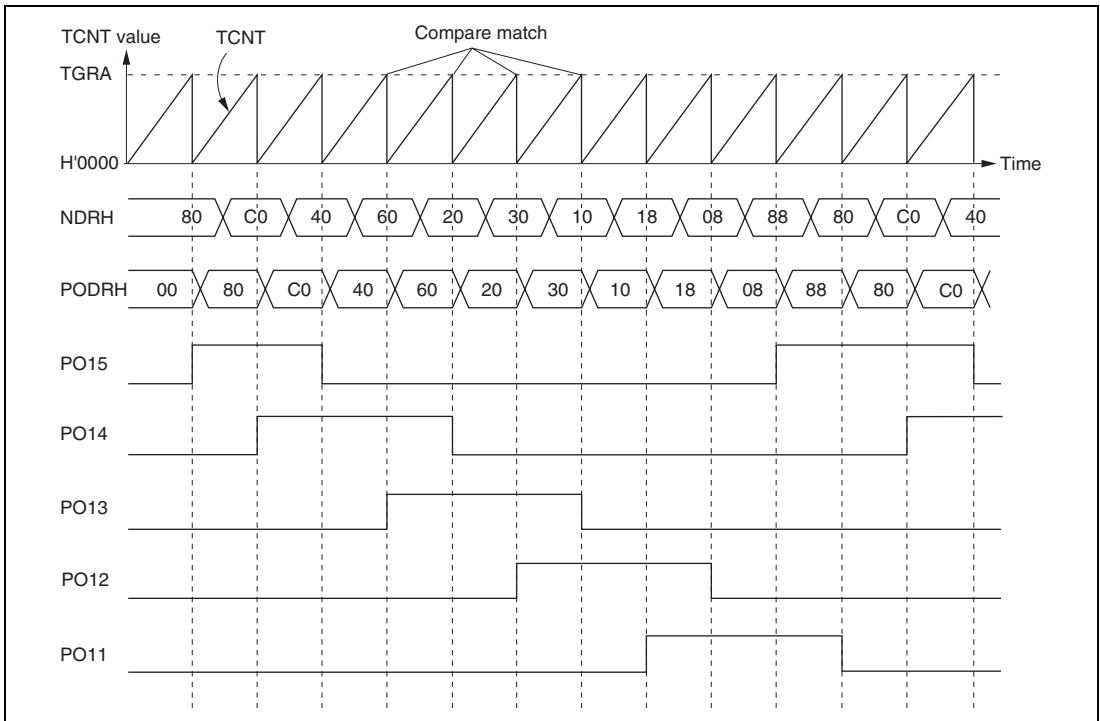 TCNT value
TCNT
Compare match
TGRA
H'0000
Time
NDRH 80 C0 40 60 20 30 10 18 08 88 80 C0 40
PODRH 00 80 C0 40 60 20 30 10 18 08 88 80 C0
PO15
PO14
PO13
PO12
PO11